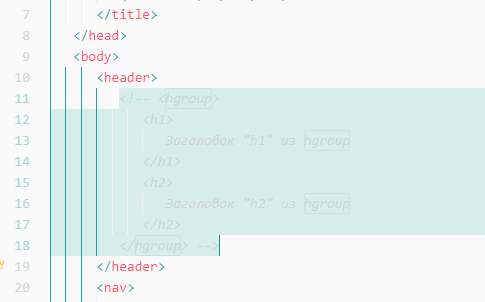 7 </title>
8 </head>
9 <body>
10 <header>
11 <!-- <hgroup>
12 <h1>
13 Заголовок "h1" из hgroup
14 </h1>
15 <h2>
16 Заголовок "h2" из hgroup
17 </h2>
18 </hgroup> -->
19 </header>
20 <nav>